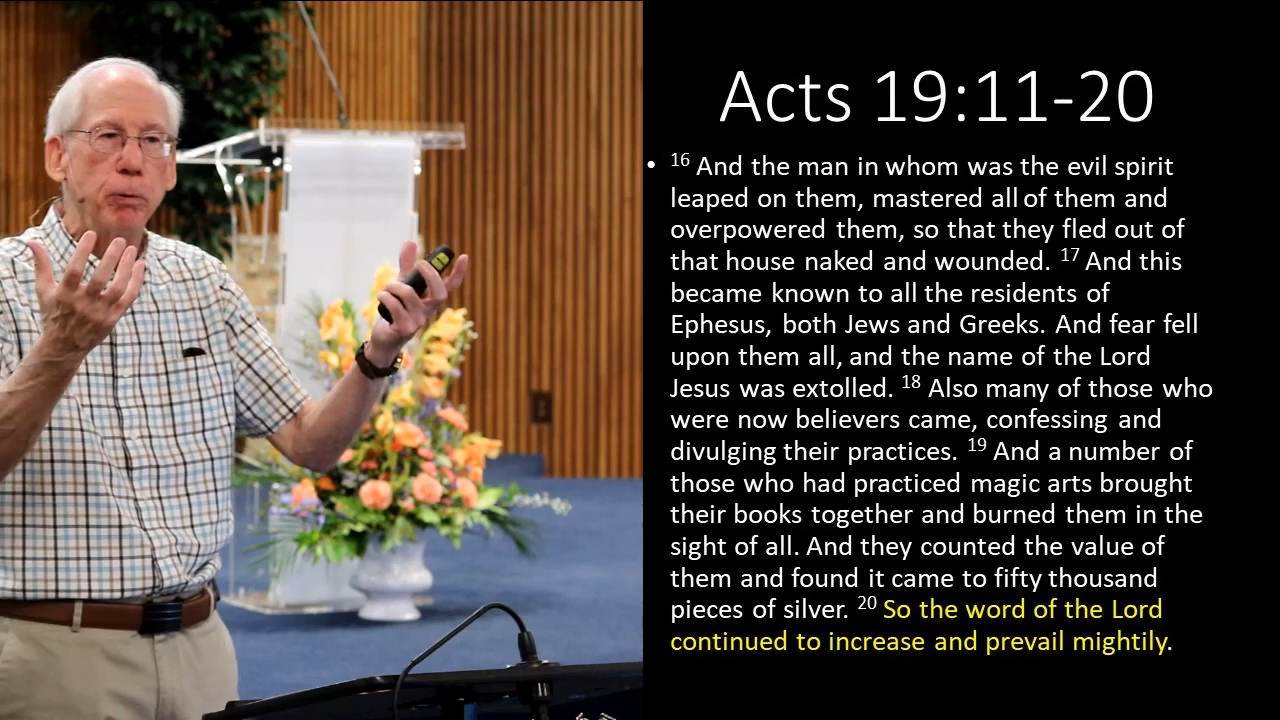 Acts 19:11-20
• 16 And the man in whom was the evil spirit
leaped on them, mastered all of them and
overpowered them, so that they fled out of
that house naked and wounded. 17 And this
became known to all the residents of
Ephesus, both Jews and Greeks. And fear fell
upon them all, and the name of the Lord
Jesus was extolled. 18 Also many of those who
were now believers came, confessing and
divulging their practices. 19 And a number of
those who had practiced magic arts brought
their books together and burned them in the
sight of all. And they counted the value of
them and found it came to fifty thousand
pieces of silver. 20 So the word of the Lord
continued to increase and prevail mightily.